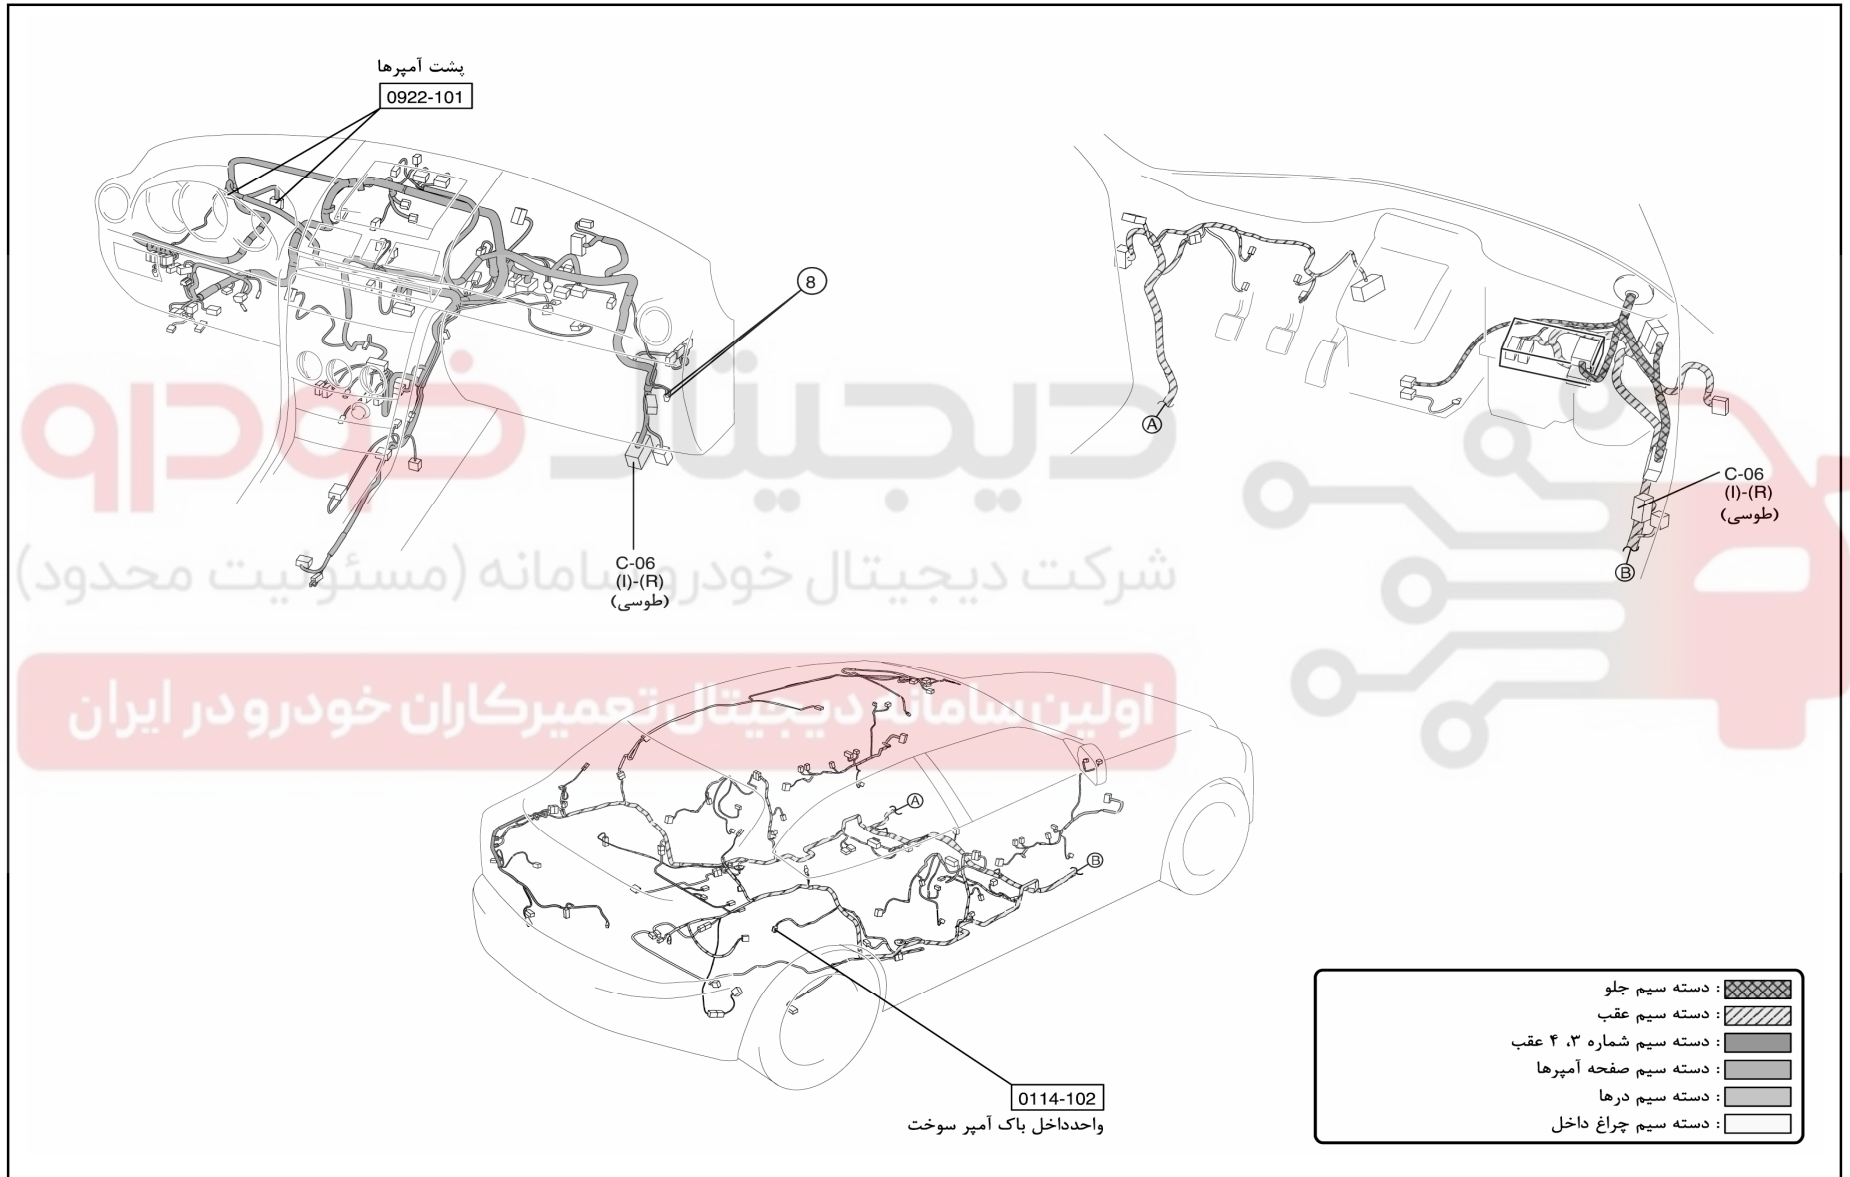 پشت آمپرها
0922-101
8
C-06
(I)-(R)
(طوسی)
A
B
C-06
(I)-(R)
(طوسی)
دیجیتال خودرو
شرکت دیجیتال خودرو سامانه (مسئولیت محدود)
اولین سامانه دیجیتال تعمیرکاران خودرو در ایران
A
B
0114-102
واحدداخل باک آمپر سوخت
: دسته سیم جلو
: دسته سیم عقب
: دسته سیم شماره ۳، ۴ عقب
: دسته سیم صفحه آمپرها
: دسته سیم درها
: دسته سیم چراغ داخل